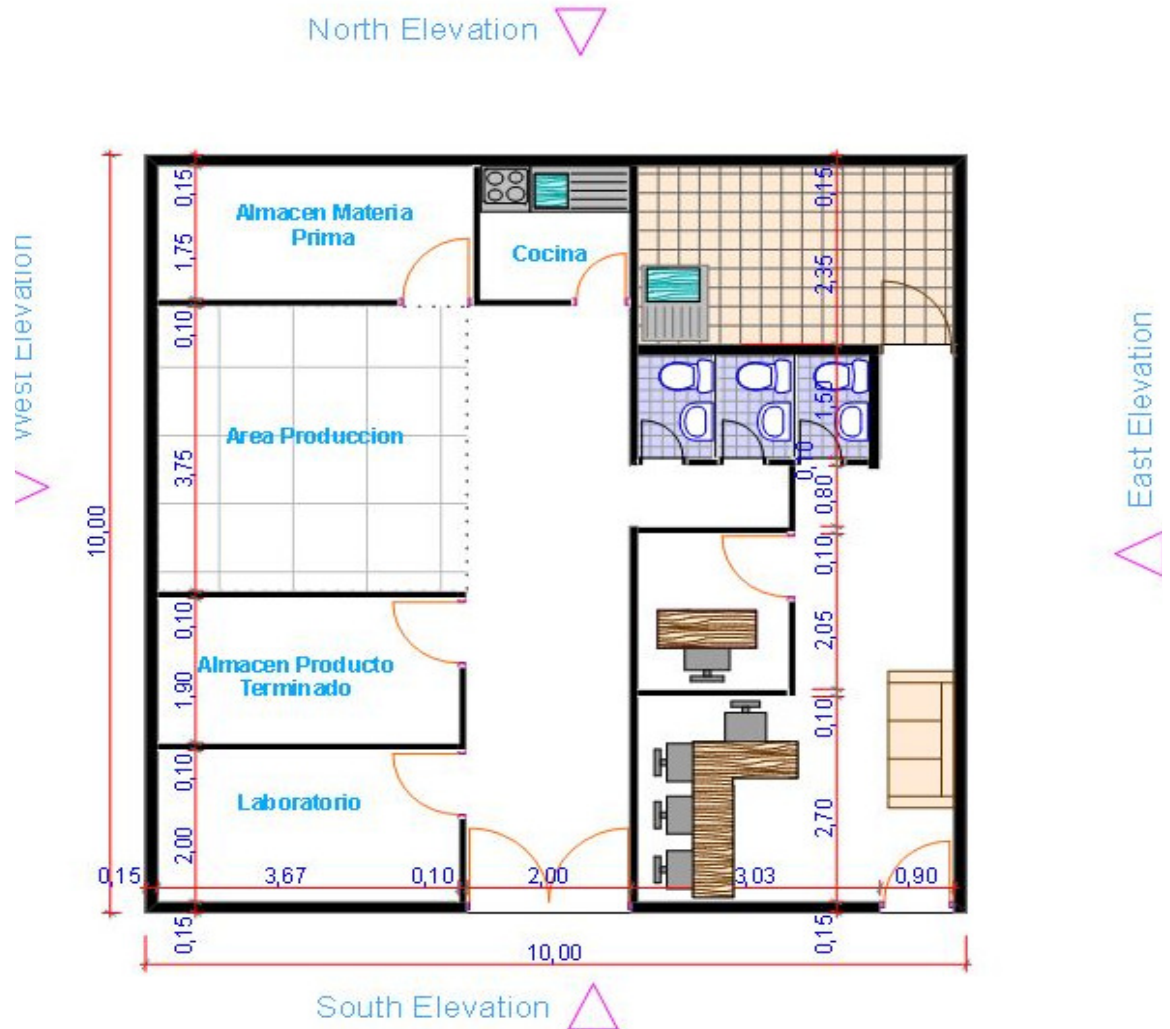 North Elevation
West Elevation
East Elevation
0,15
1,75
Almacen Materia
Prima
Cocina
0,15
2,35
0,10
Area Produccion
3,75
10,00
1,50
0,10
0,80
0,10
2,05
0,10
Almacen Producto
Terminado
1,90
0,10
0,10
Laboratorio
2,00
2,70
0,15
3,67
0,10
2,00
3,03
0,90
0,15
0,15
10,00
South Elevation